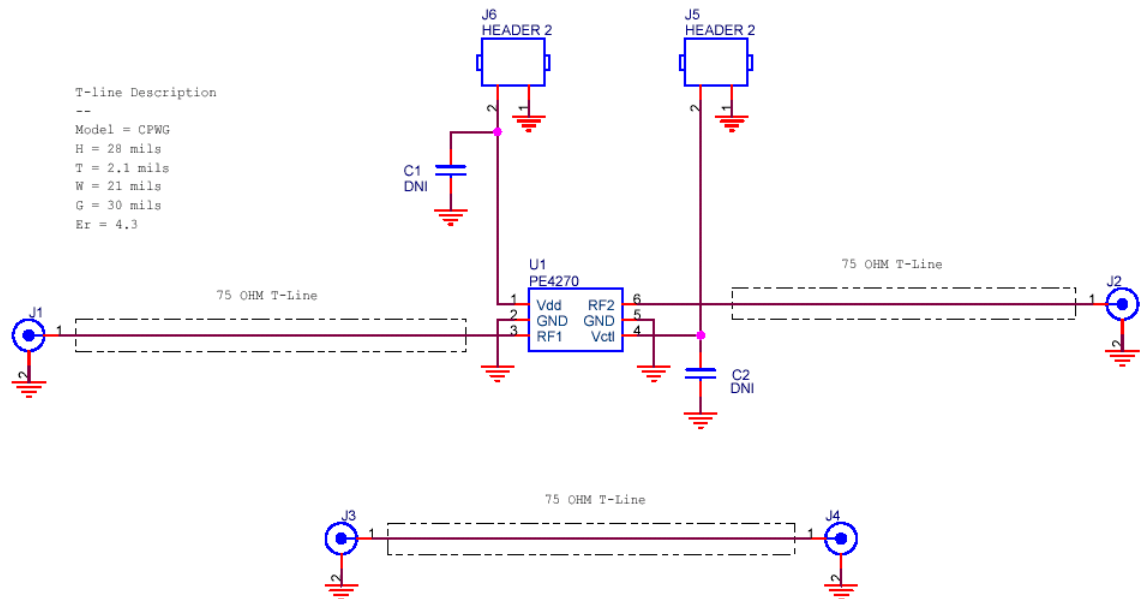 J6
HEADER 2
J5
HEADER 2
2
1
2
1
T-line Description
--
Model = CPWG
H = 28 mils
T = 2.1 mils
W = 21 mils
G = 30 mils
Er = 4.3
C1
DNI
U1
PE4270
75 OHM T-Line
75 OHM T-Line
J1
1
2
1
2
3
Vdd
GND
RF1
RF2
GND
Vctl
6
5
4
1
J2
2
C2
DNI
75 OHM T-Line
J3
1
2
1
J4
2